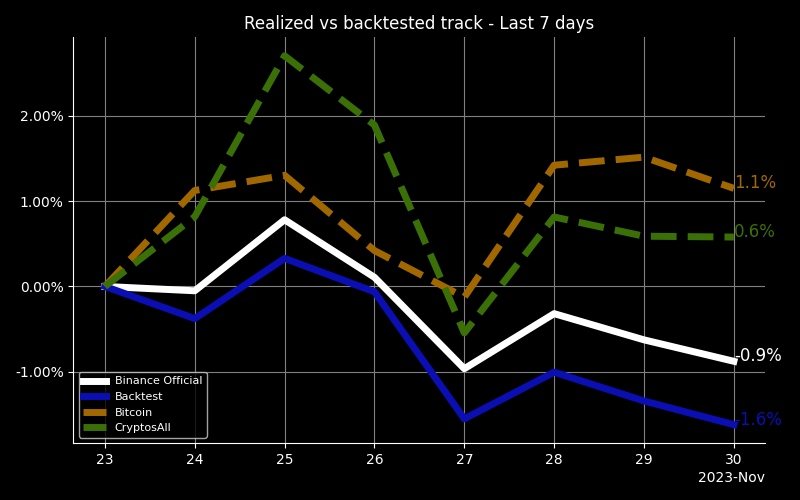 Realized vs backtested track - Last 7 days
2.00%
1.00%
0.00%
-1.00%
1.1%
0.6%
-0.9%
-1.6%
Binance Official
Backtest
Bitcoin
CryptosAll
23 24 25 26 27 28 29 30
2023-Nov